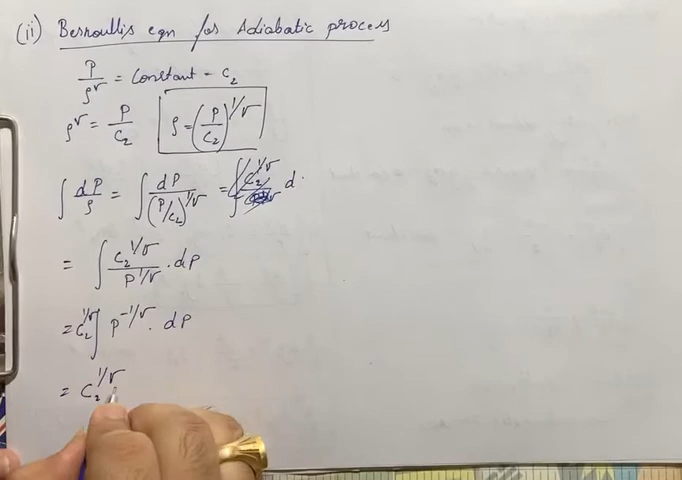 (ii) Bernoullis eqn for Adiabatic process
P/ρ^γ = Constant = C₂
ρ^γ = P/C₂ ρ = (P/C₂)^1/γ
∫ dP/ρ = ∫ dP/(P/C₂)^1/γ = d
= ∫ C₂^1/γ / P^1/γ . dP
= C₂^1/γ ∫ P^-1/γ . dP
= C₂^1/γ